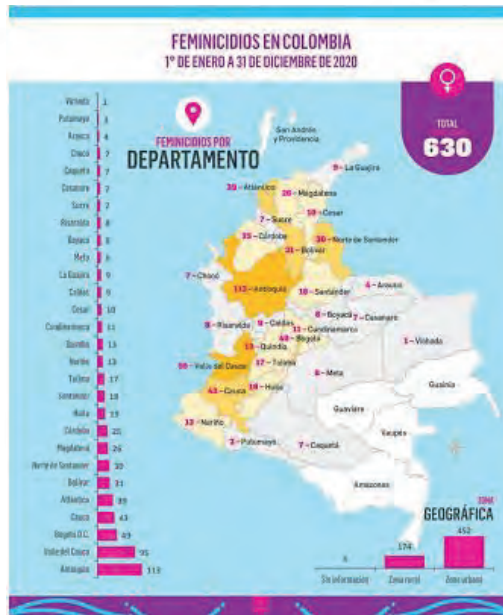 FEMINICIDIOS EN COLOMBIA
1° DE ENERO A 31 DE DICIEMBRE DE 2020
TOTAL
630
FEMINICIDIOS POR
DEPARTAMENTO
Vichada 1
Putumayo 3
Arauca 4
Chocó 7
Caquetá 7
Casanare 7
Sucre 7
Risaralda 8
Boyacá 8
Meta 8
La Guajira 9
Caldas 9
Cesar 10
Cundinamarca 11
Quindío 13
Nariño 13
Tolima 17
Santander 18
Huila 19
Córdoba 25
Magdalena 26
Norte de Santander 30
Bolívar 31
Atlántico 39
Cauca 43
Bogotá D.C. 49
Valle del Cauca 95
Antioquia 113
San Andrés
y Providencia
9 - La Guajira
39 - Atlántico
26 - Magdalena
10 - Cesar
7 - Sucre
25 - Córdoba
30 - Norte de Santander
31 - Bolívar
7 - Chocó
113 - Antioquia
18 - Santander
4 - Arauca
8 - Boyacá
7 - Casanare
8 - Risaralda
9 - Caldas
11 - Cundinamarca
49 - Bogotá
13 - Quindío
1 - Vichada
95 - Valle del Cauca
17 - Tolima
8 - Meta
43 - Cauca
19 - Huila
Guainía
Guaviare
13 - Nariño
Vaupés
3 - Putumayo
7 - Caquetá
Amazonas
ZONA
GEOGRÁFICA
174
452
Sin información
Zona rural
Zona urbana